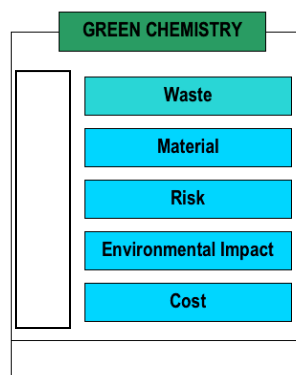 GREEN CHEMISTRY
Waste
Material
Risk
Environmental Impact
Cost